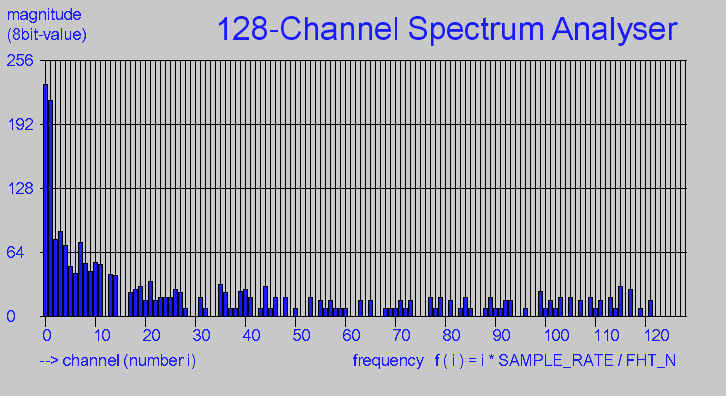 magnitude
(8bit-value)
128-Channel Spectrum Analyser
256
192
128
64
0
0 10 20 30 40 50 60 70 80 90 100 110 120
--> channel (number i)
frequency f ( i ) = i * SAMPLE_RATE / FHT_N